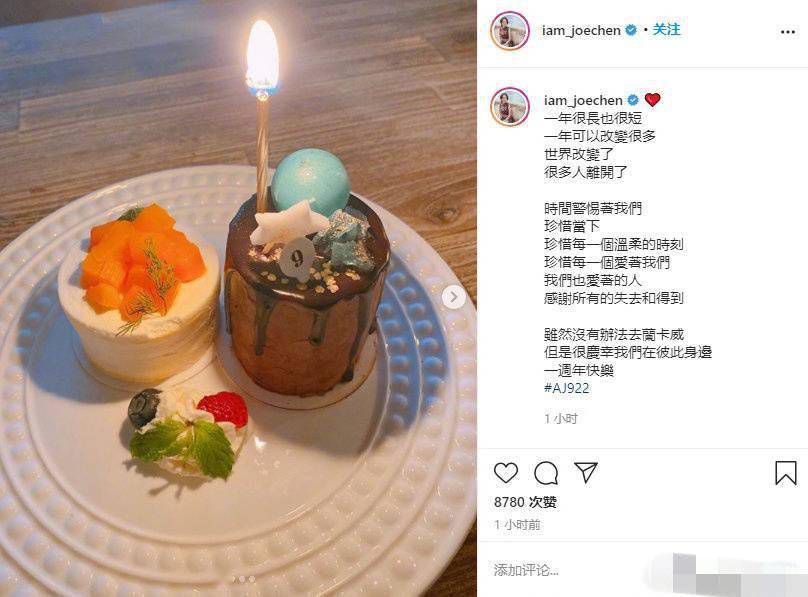 9
iam_joechen • 关注
iam_joechen
一年很長也很短
一年可以改變很多
世界改變了
很多人離開了
時間警惕著我們
珍惜當下
珍惜每一個溫柔的時刻
珍惜每一個愛著我們
我們也愛著的人
感謝所有的失去和得到
雖然沒有辦法去蘭卡威
但是很慶幸我們在彼此身邊
一週年快樂
#AJ922
1 小时
8780 次赞
1 小时前
添加评论...